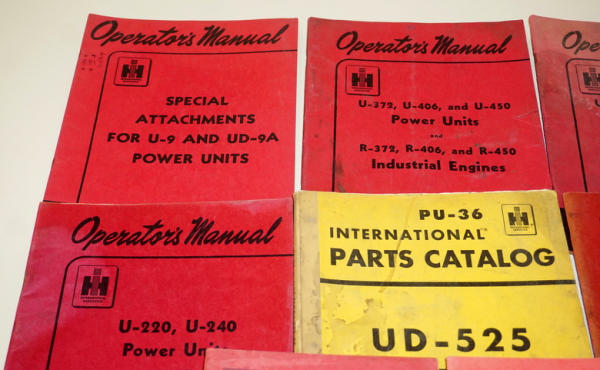 Operator's Manual
SPECIAL
ATTACHMENTS
FOR U-9 AND UD-9A
POWER UNITS
Operator's Manual
U-372, U-406, and U-450
Power Units
and
R-372, R-406, and R-450
Industrial Engines
Operator's Manual
U-220, U-240
Power
PU-36
INTERNATIONAL
PARTS CATALOG
UD-525